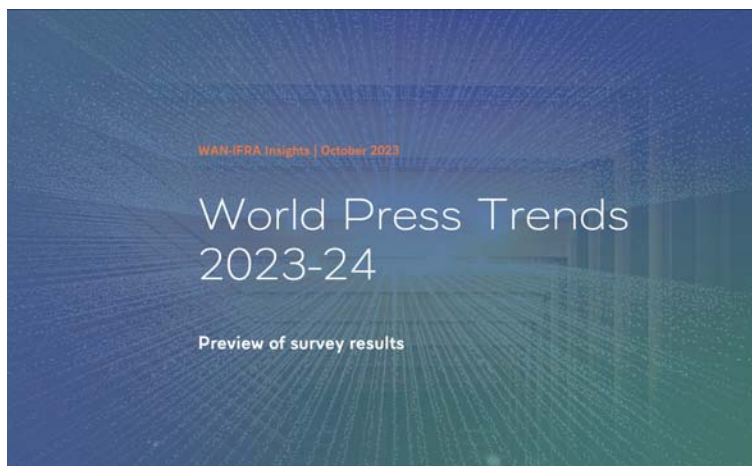 WAN-IFRA Insights | October 2023
World Press Trends
2023-24
Preview of survey results